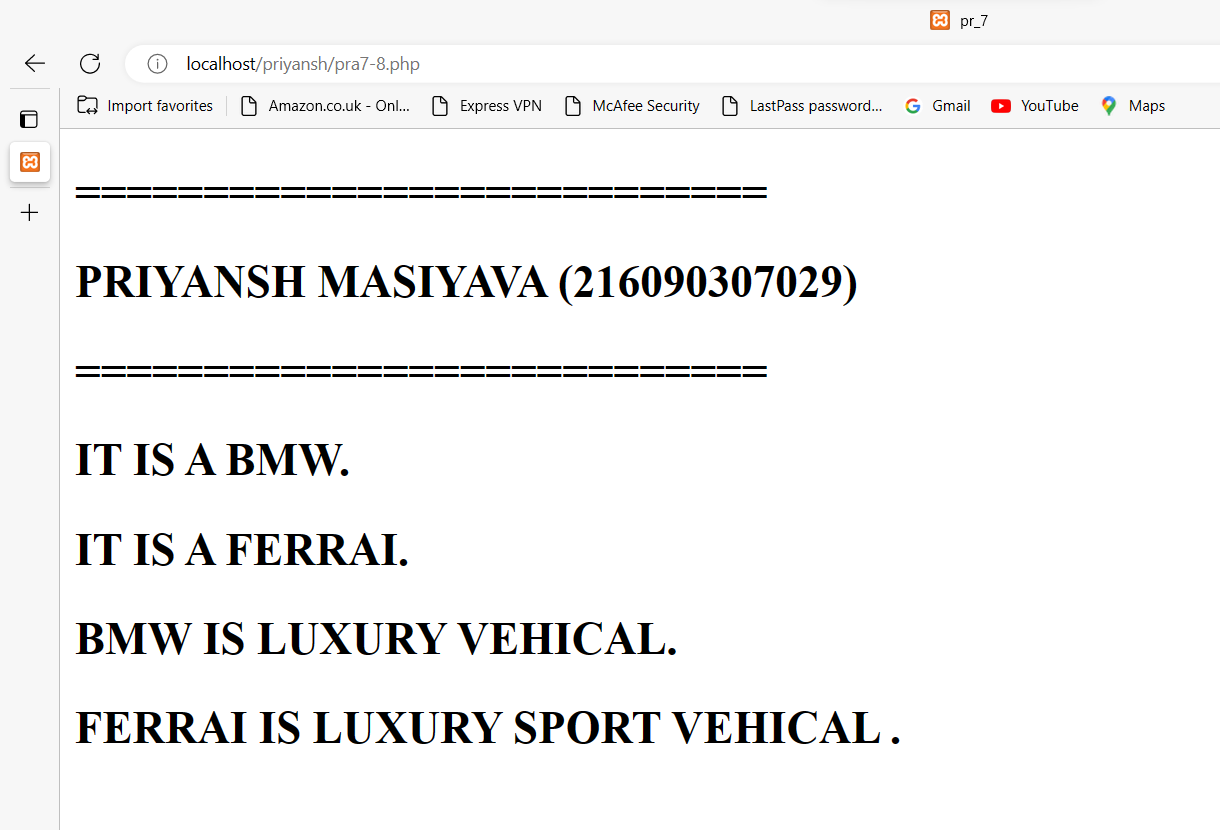 pr_7
localhost/priyansh/pra7-8.php
Import favorites Amazon.co.uk - Onl... Express VPN McAfee Security LastPass password... Gmail YouTube Maps
===========================
PRIYANSH MASIYAVA (216090307029)
===========================
IT IS A BMW.
IT IS A FERRAI.
BMW IS LUXURY VEHICAL.
FERRAI IS LUXURY SPORT VEHICAL .